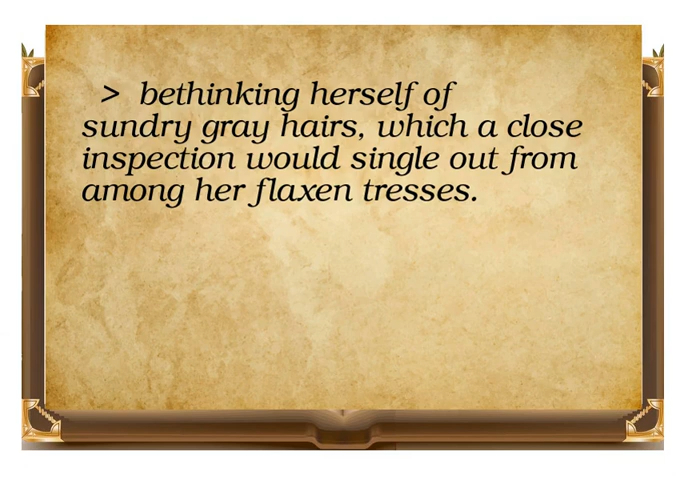 > bethinking herself of
sundry gray hairs, which a close
inspection would single out from
among her flaxen tresses.